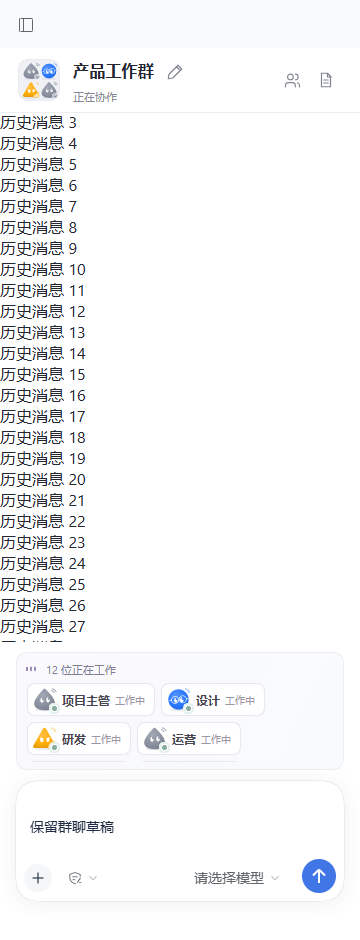 产品工作群
正在协作
历史消息 3
历史消息 4
历史消息 5
历史消息 6
历史消息 7
历史消息 8
历史消息 9
历史消息 10
历史消息 11
历史消息 12
历史消息 13
历史消息 14
历史消息 15
历史消息 16
历史消息 17
历史消息 18
历史消息 19
历史消息 20
历史消息 21
历史消息 22
历史消息 23
历史消息 24
历史消息 25
历史消息 26
历史消息 27
12 位正在工作
项目主管 工作中 设计 工作中
研发 工作中 运营 工作中
保留群聊草稿
请选择模型